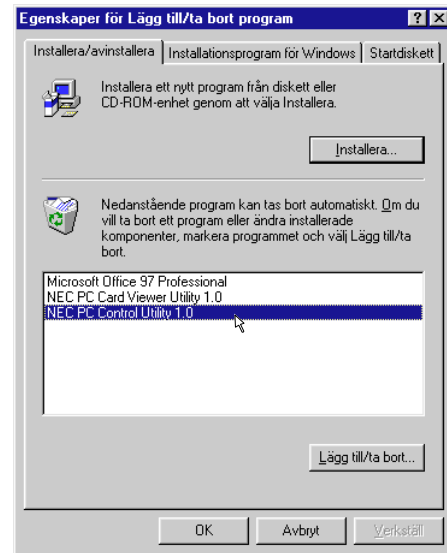 Egenskaper för Lägg till/ta bort program
Installera/avinstallera Installationsprogram för Windows Startdiskett
Installera ett nytt program från diskett eller
CD-ROM-enhet genom att välja Installera.
Installera...
Nedanstående program kan tas bort automatiskt. Om du
vill ta bort ett program eller ändra installerade
komponenter, markera programmet och välj Lägg till/ta
bort.
Microsoft Office 97 Professional
NEC PC Card Viewer Utility 1.0
NEC PC Control Utility 1.0
Lägg till/ta bort...
OK Avbryt Verkställ